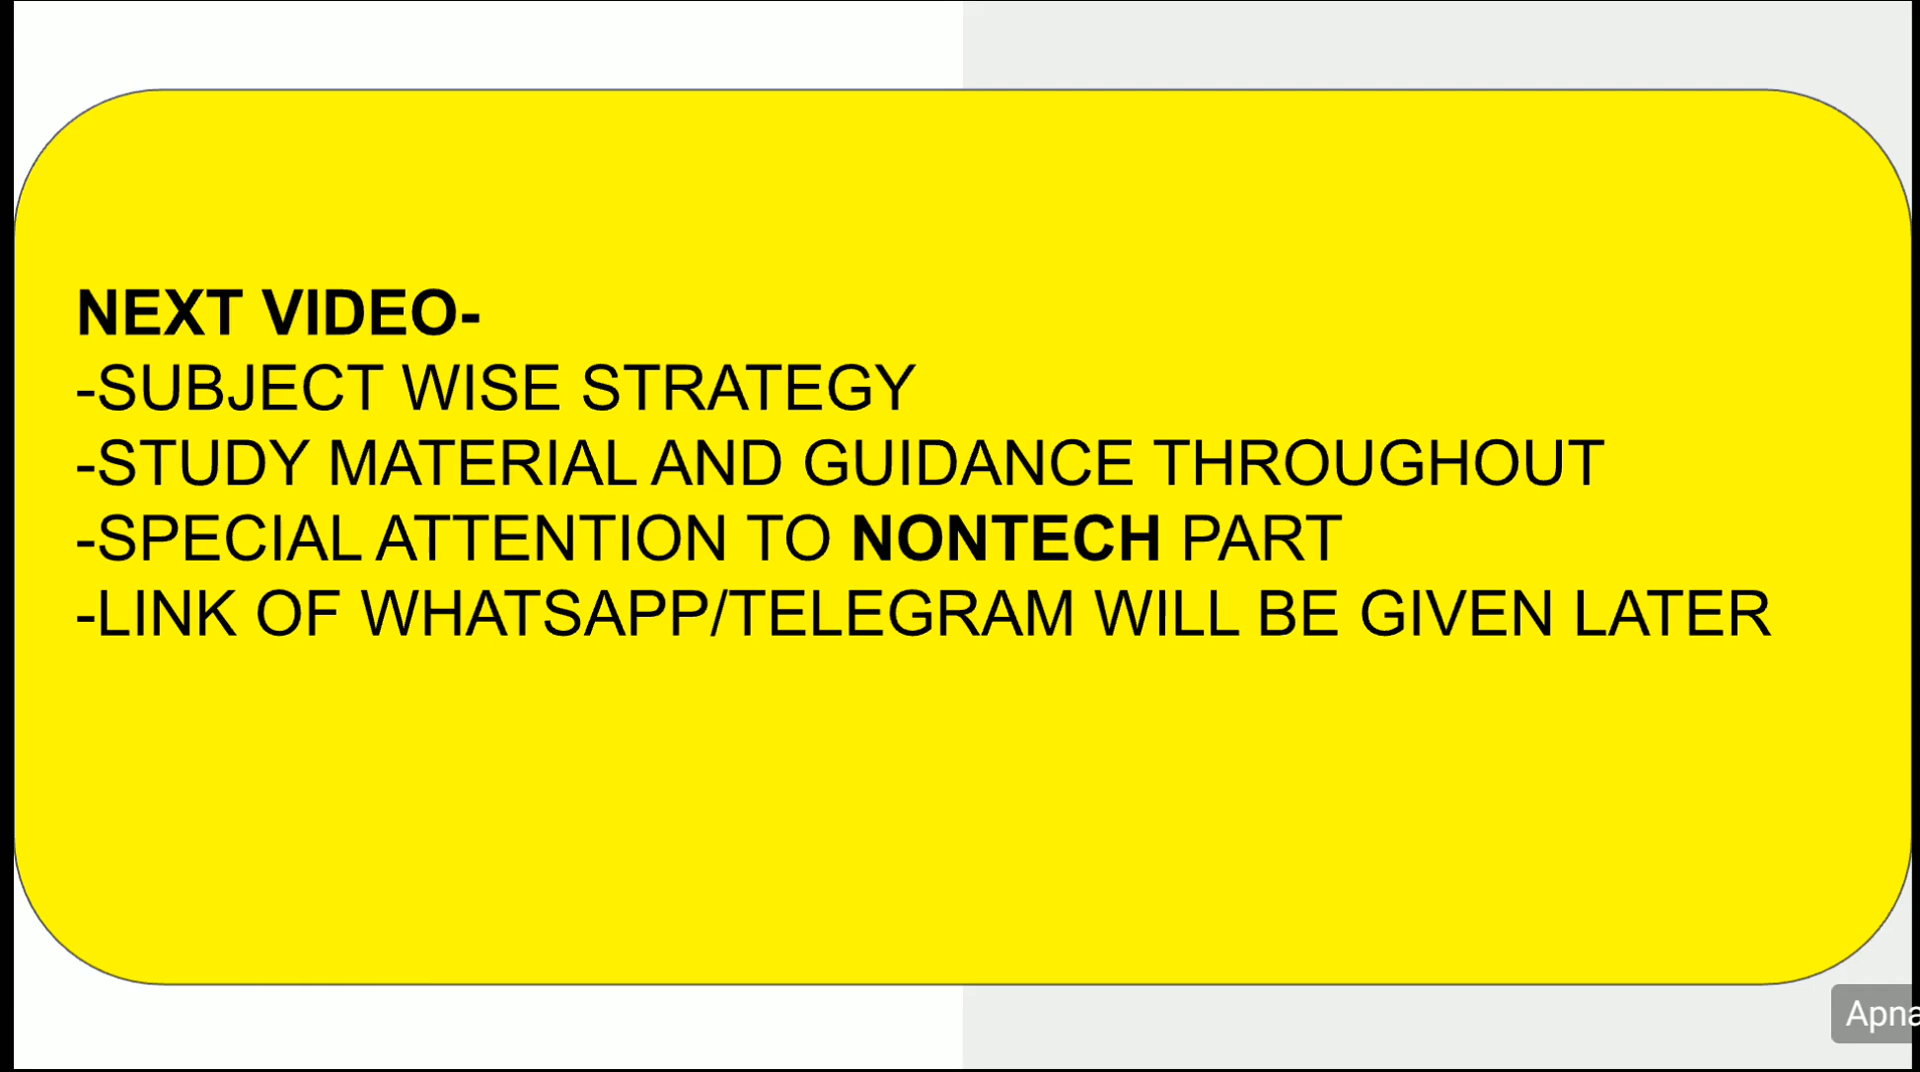 NEXT VIDEO-
-SUBJECT WISE STRATEGY
-STUDY MATERIAL AND GUIDANCE THROUGHOUT
-SPECIAL ATTENTION TO NONTECH PART
-LINK OF WHATSAPP/TELEGRAM WILL BE GIVEN LATER
Apna